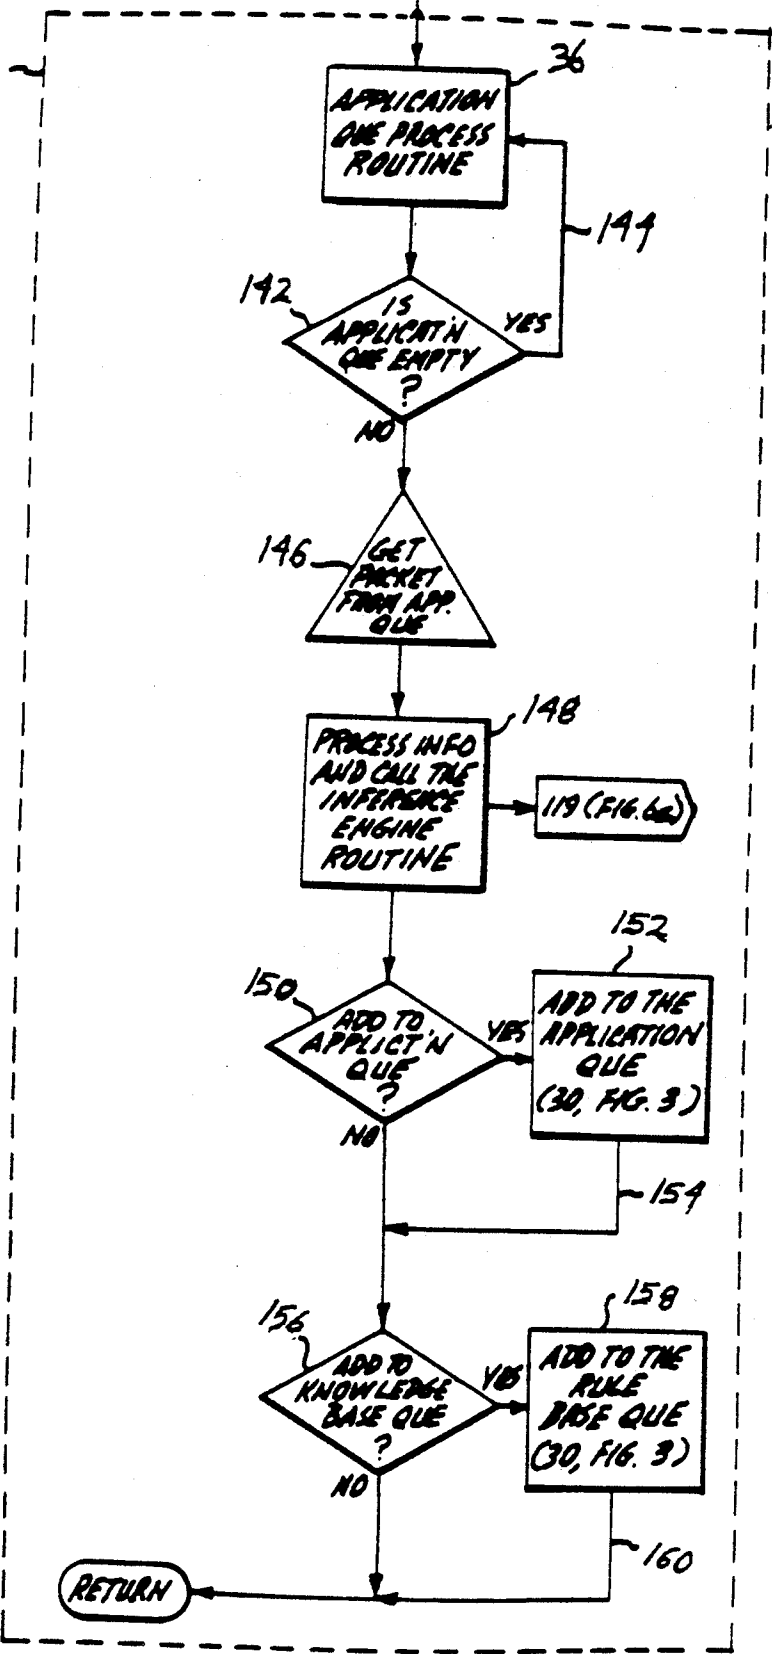 36
APPLICATION
QUE PROCESS
ROUTINE
144
142
IS
APPLICAT'N
QUE EMPTY
?
YES
NO
146
GET
PACKET
FROM APP.
QUE
148
PROCESS INFO
AND CALL THE
INFERENCE
ENGINE
ROUTINE
119 (FIG. 6a)
152
150
ADD TO
APPLICT'N
QUE
?
YES
ADD TO THE
APPLICATION
QUE
(30, FIG. 3)
NO
154
158
156
ADD TO
KNOWLEDGE
BASE QUE
?
YES
ADD TO THE
RULE
BASE QUE
(30, FIG. 3)
NO
160
RETURN